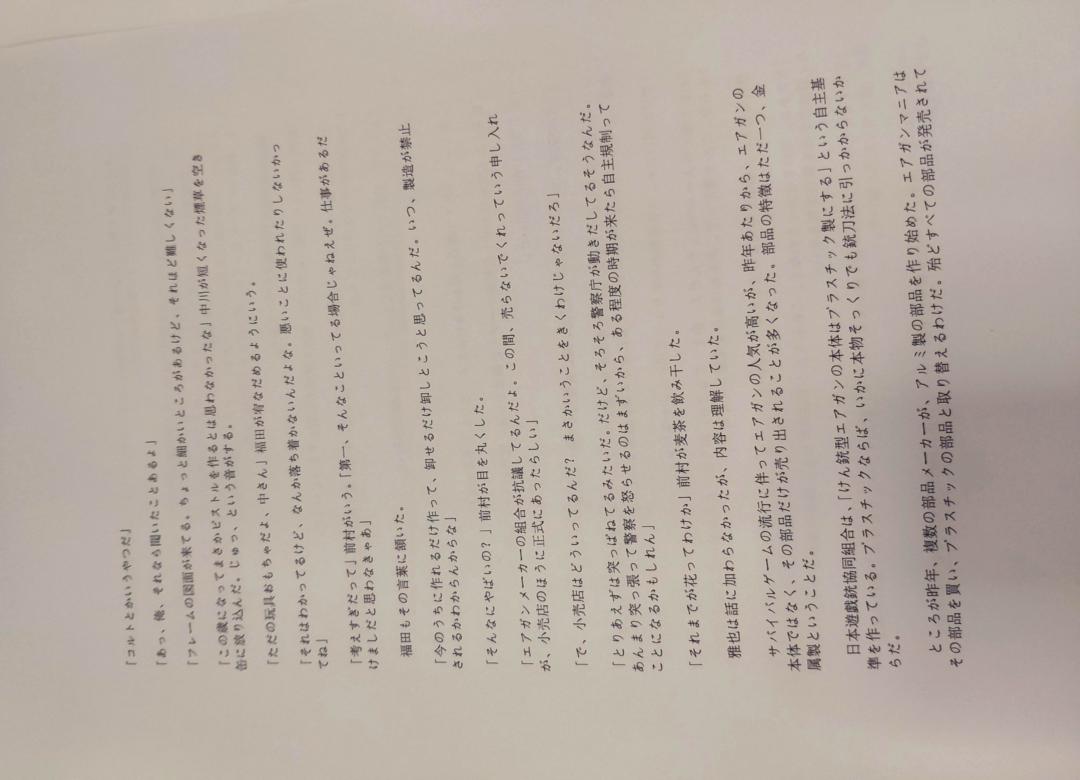 「コルトとかいうやつだ」
「あっ、俺、それなら聞いたことあるよ」
「フレームの図面が来てる。ちょっと細かいところがあるけど、それほど難しくない」
「この歳になってまさかピストルを作るとは思わなかったな」中川が短くなった煙草を空き
缶に放り込んだ。じゅっ、という音がする。
「ただの玩具おもちゃだよ、中さん」福田が宥なだめるようにいう。
「それはわかってるけど、なんか落ち着かないんだよな。悪いことに使われたりしないかっ
てね」
「考えすぎだって」前村がいう。「第一、そんなこといってる場合じゃねえぜ。仕事があるだ
けましだと思わなきゃあ」
福田もその言葉に頷いた。
「今のうちに作れるだけ作って、卸せるだけ卸しとこうと思ってるんだ。いつ、製造が禁止
されるかわからんからな」
「そんなにやばいの？」前村が目を丸くした。
「エアガンメーカーの組合が抗議してるんだよ。この間、売らないでくれっていう申し入れ
が、小売店のほうに正式にあったらしい」
「で、小売店はどういってるんだ？　まさかいうことをきくわけじゃないだろ」
「とりあえずは突っぱねてるみたいだ。だけど、そろそろ警察庁が動きだしてるそうなんだ。
あんまり突っ張って警察を怒らせるのはまずいから、ある程度の時期が来たら自主規制って
ことになるかもしれん」
「それまでが花ってわけか」前村が麦茶を飲み干した。
雅也は話に加わらなかったが、内容は理解していた。
サバイバルゲームの流行に伴ってエアガンの人気が高いが、昨年あたりから、エアガンの
本体ではなく、その部品だけが売り出されることが多くなった。部品の特徴はただ一つ、金
属製ということだ。
日本遊戯銃協同組合は、「けん銃型エアガンの本体はプラスチック製にする」という自主基
準を作っている。プラスチックならば、いかに本物そっくりでも銃刀法に引っかからないか
らだ。
ところが昨年、複数の部品メーカーが、アルミ製の部品を作り始めた。エアガンマニアは
その部品を買い、プラスチックの部品と取り替えるわけだ。殆どすべての部品が発売されて